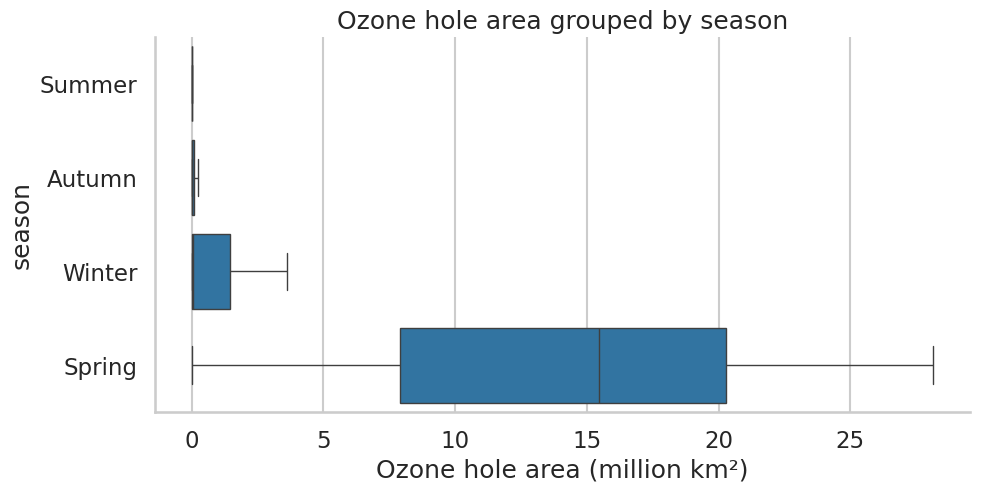 Ozone hole area grouped by season
season
Summer
Autumn
Winter
Spring
0 5 10 15 20 25
Ozone hole area (million km²)